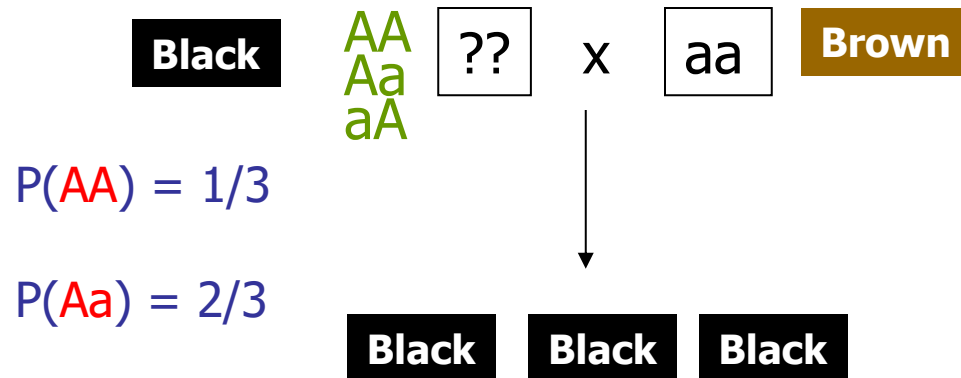 Black
AA
Aa
aA
??
x
aa
Brown
P(AA) = 1/3
P(Aa) = 2/3
Black Black Black